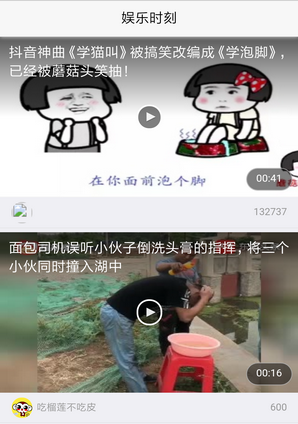 娱乐时刻
抖音神曲《学猫叫》被搞笑改编成《学泡脚》，
已经被蘑菇头笑抽！
在你面前泡个脚
00:41
132737
面包司机误听小伙子倒洗头膏的指挥，将三个
小伙同时撞入湖中
00:16
吃榴莲不吃皮
600